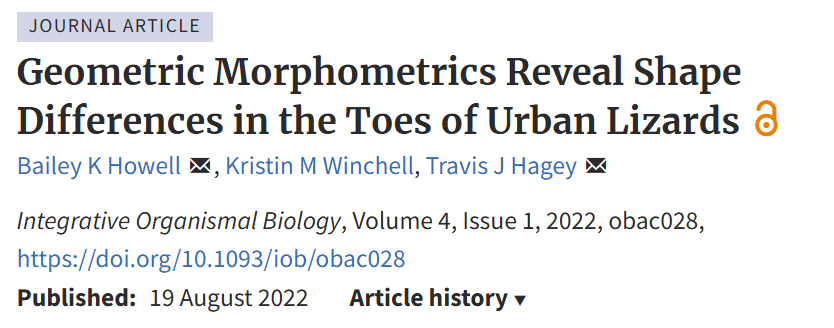 JOURNAL ARTICLE
Geometric Morphometrics Reveal Shape
Differences in the Toes of Urban Lizards
Bailey K Howell, Kristin M Winchell, Travis J Hagey
Integrative Organismal Biology, Volume 4, Issue 1, 2022, obac028,
https://doi.org/10.1093/iob/obac028
Published: 19 August 2022 Article history ▼